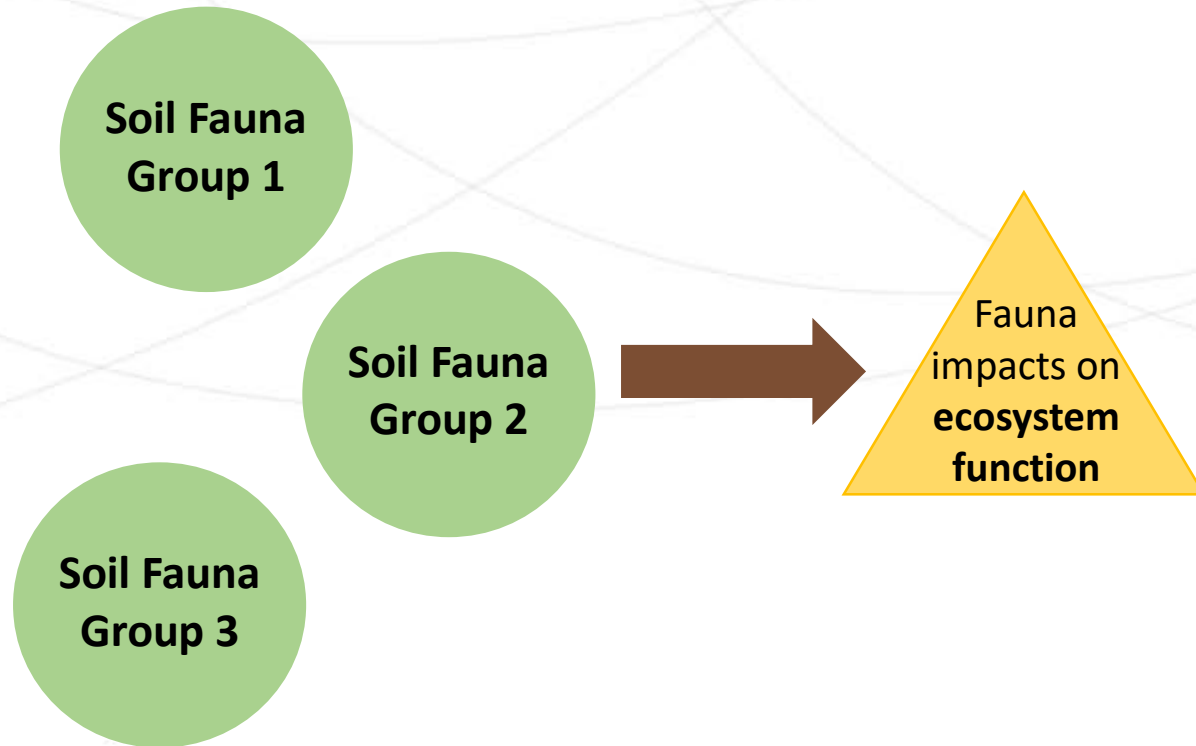 Soil Fauna
Group 1
Soil Fauna
Group 2
Soil Fauna
Group 3
Fauna
impacts on
ecosystem
function